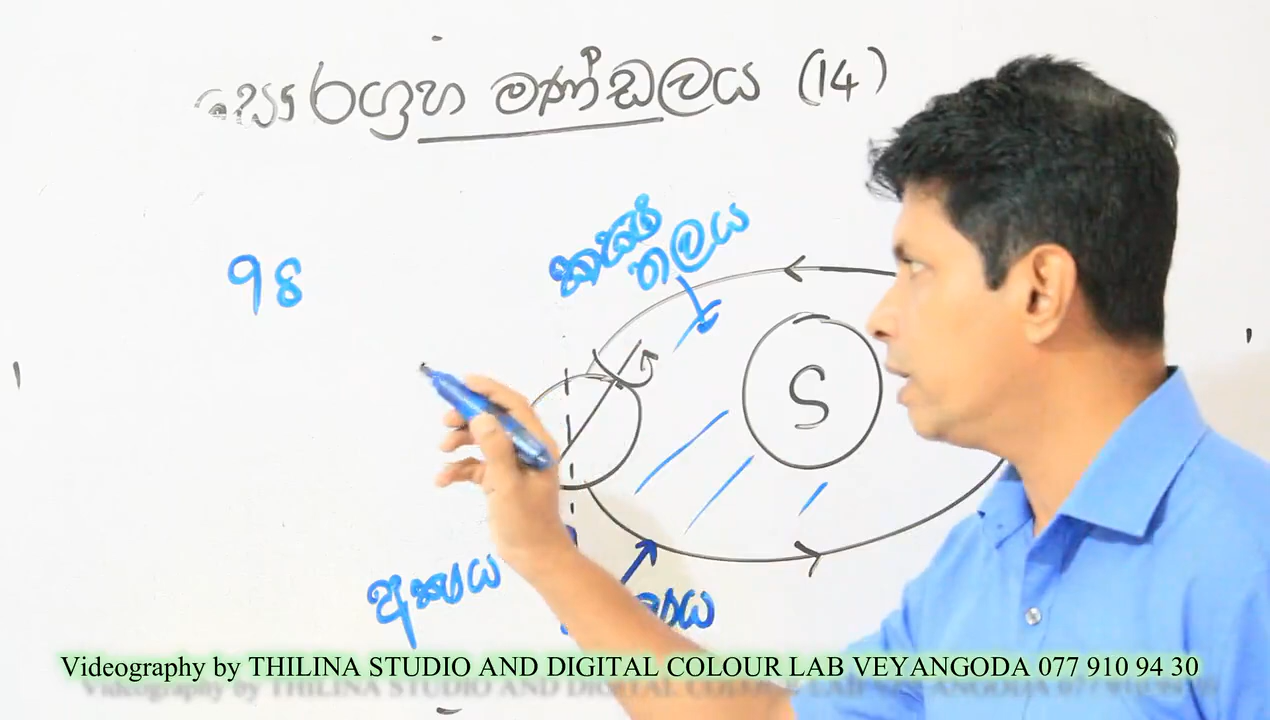 සෞරග්‍රහ මණ්ඩලය (14)
කක්ෂ
තලය
98
S
අක්ෂය
Videography by THILINA STUDIO AND DIGITAL COLOUR LAB VEYANGODA 077 910 94 30